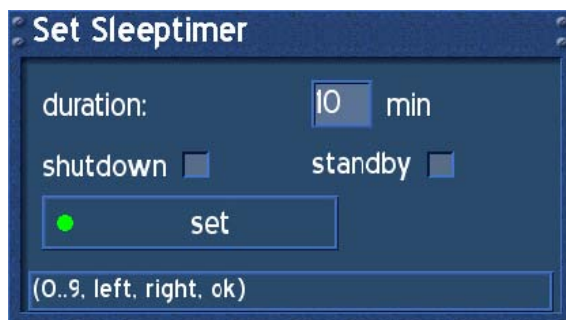 Set Sleeptimer
duration: 10 min
shutdown standby
set
(0..9, left, right, ok)